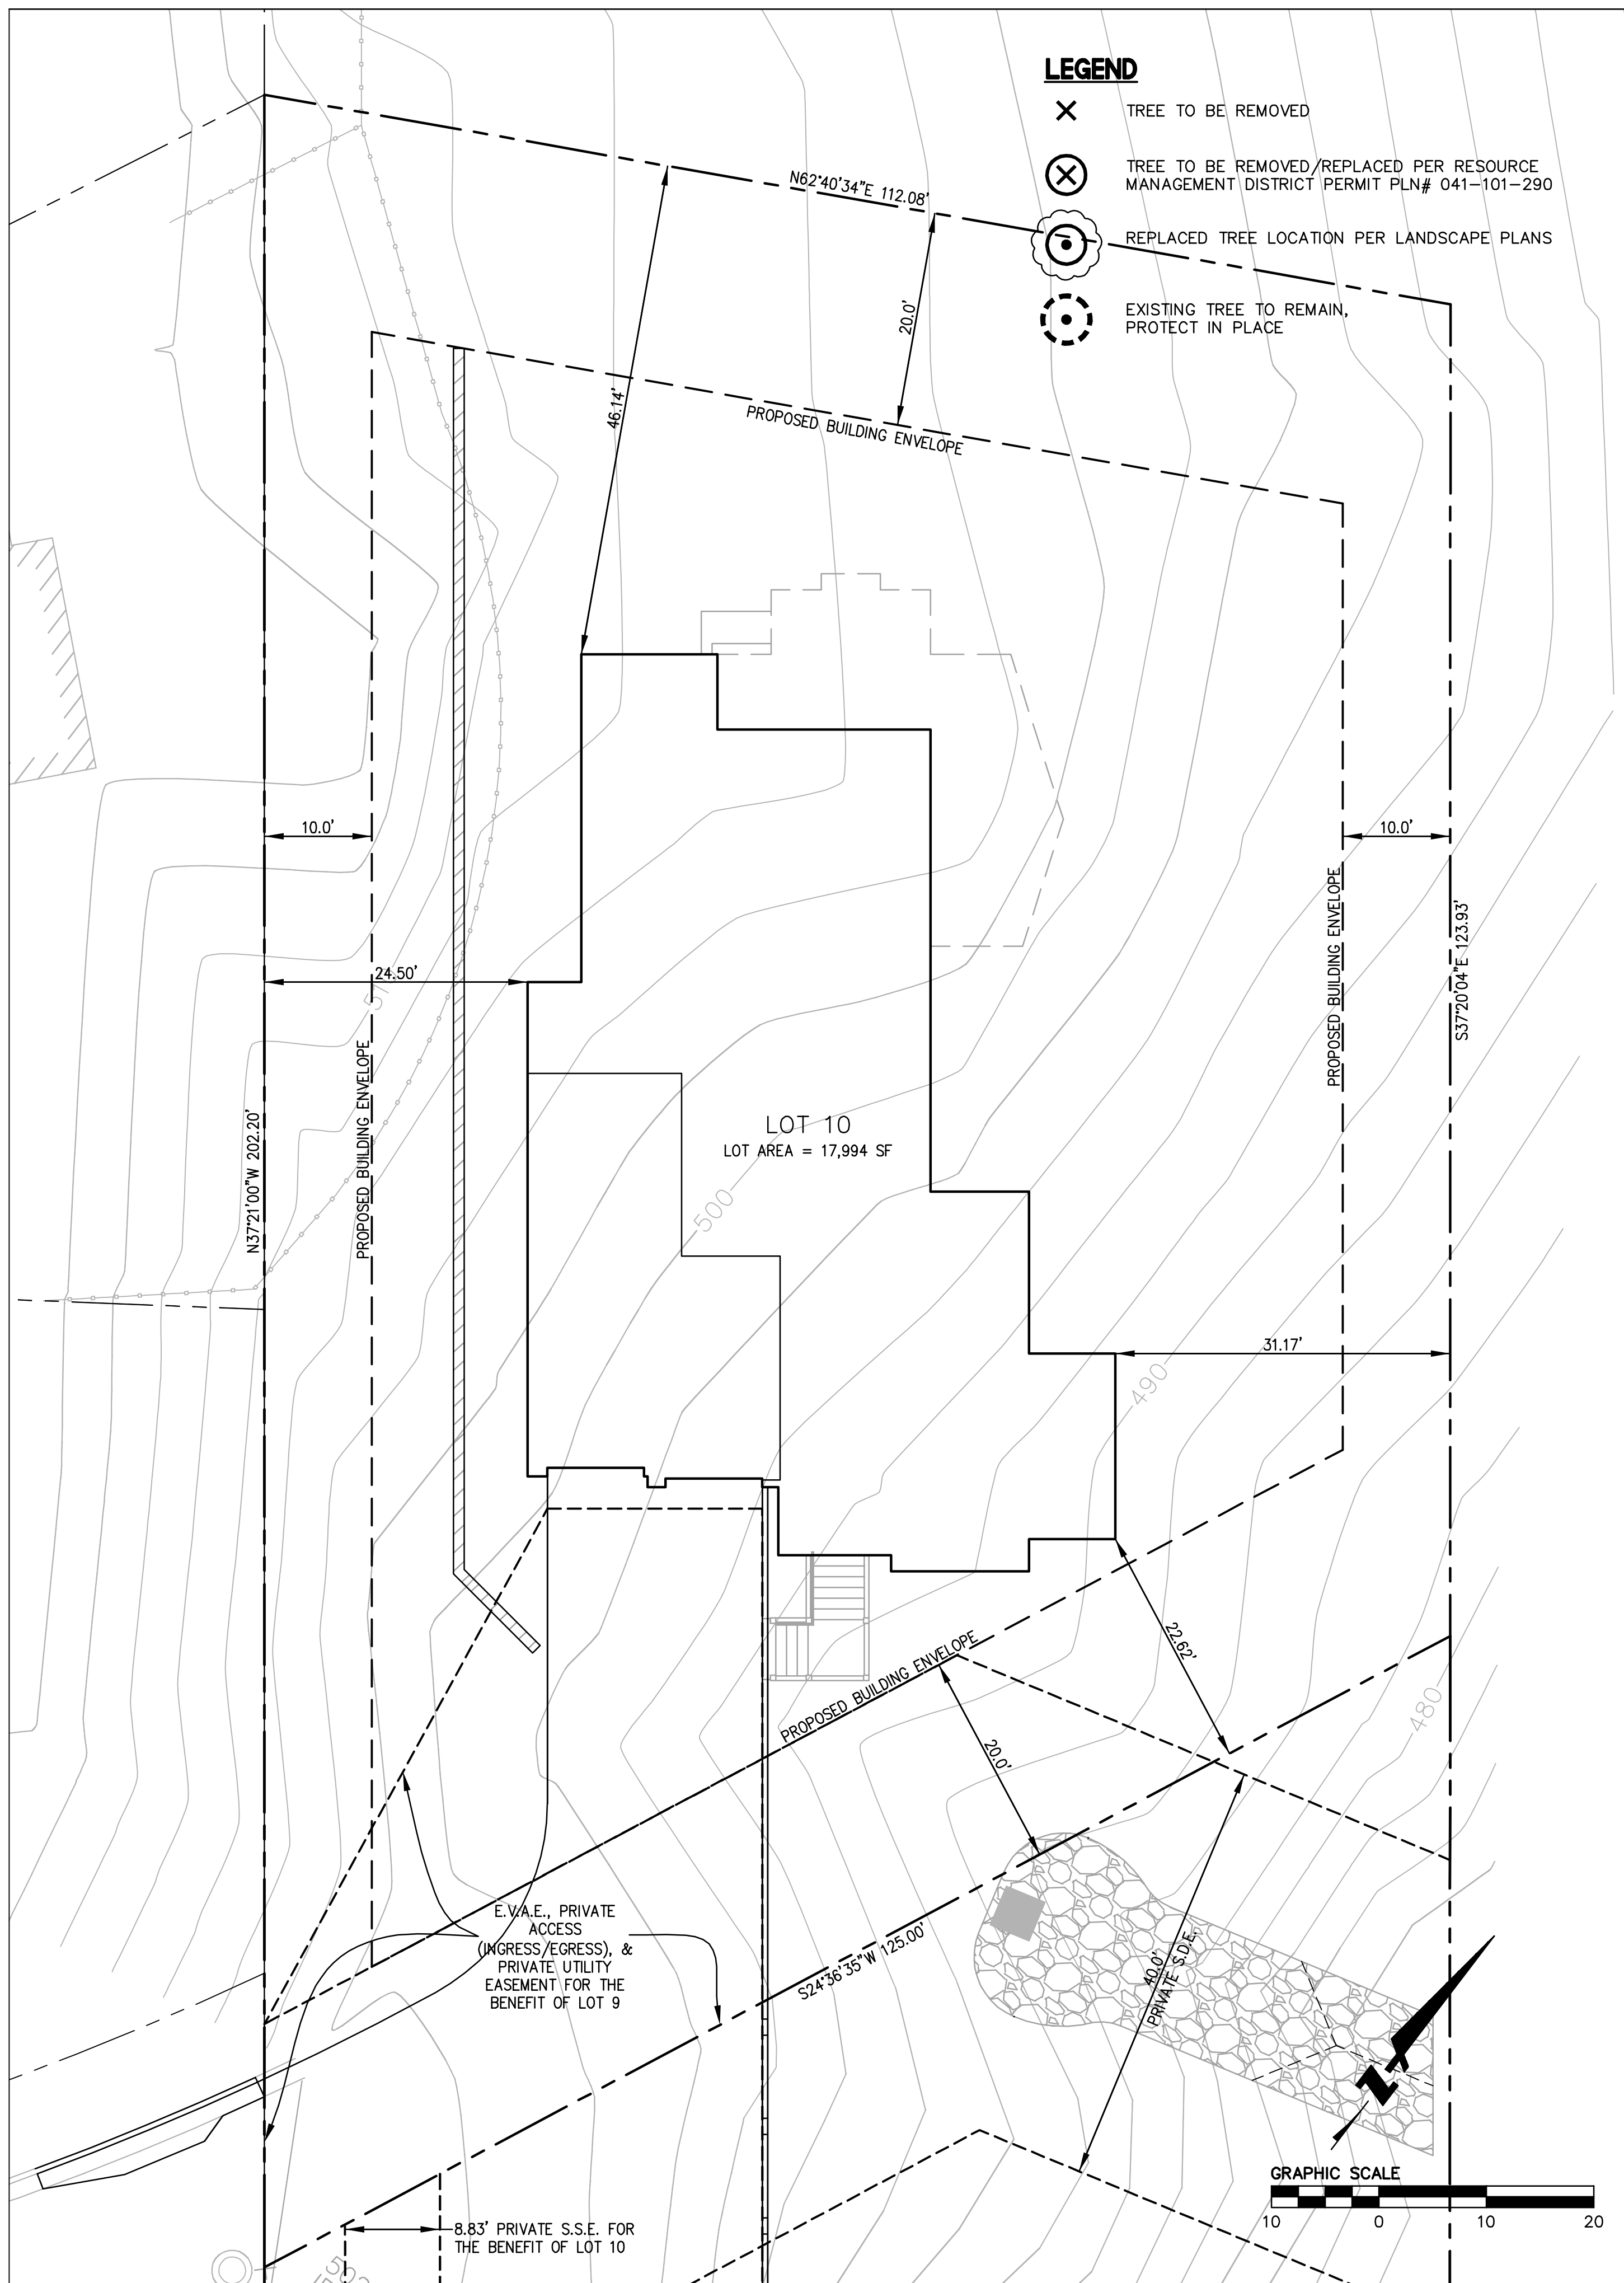 LEGEND
TREE TO BE REMOVED
TREE TO BE REMOVED/REPLACED PER RESOURCE
MANAGEMENT DISTRICT PERMIT PLN# 041-101-290
REPLACED TREE LOCATION PER LANDSCAPE PLANS
EXISTING TREE TO REMAIN,
PROTECT IN PLACE
N62°40'34"E 112.08'
20.0'
46.14'
PROPOSED BUILDING ENVELOPE
10.0'
10.0'
PROPOSED BUILDING ENVELOPE
S37°20'04"E 123.93'
24.50'
PROPOSED BUILDING ENVELOPE
N37°21'00"W 202.20'
LOT 10
LOT AREA = 17,994 SF
500
31.17'
490
22.62'
PROPOSED BUILDING ENVELOPE
20.0'
480
E.V.A.E., PRIVATE
ACCESS
(INGRESS/EGRESS), &
PRIVATE UTILITY
EASEMENT FOR THE
BENEFIT OF LOT 9
S24°36'35"W 125.00'
40.0'
PRIVATE S.D.E.
N
GRAPHIC SCALE
10 0 10 20
8.83' PRIVATE S.S.E. FOR
THE BENEFIT OF LOT 10